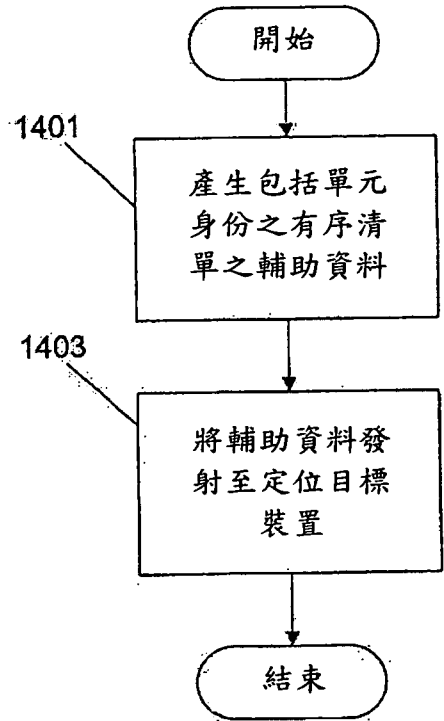 開始
1401
產生包括單元
身份之有序清
單之輔助資料
1403
將輔助資料發
射至定位目標
裝置
結束